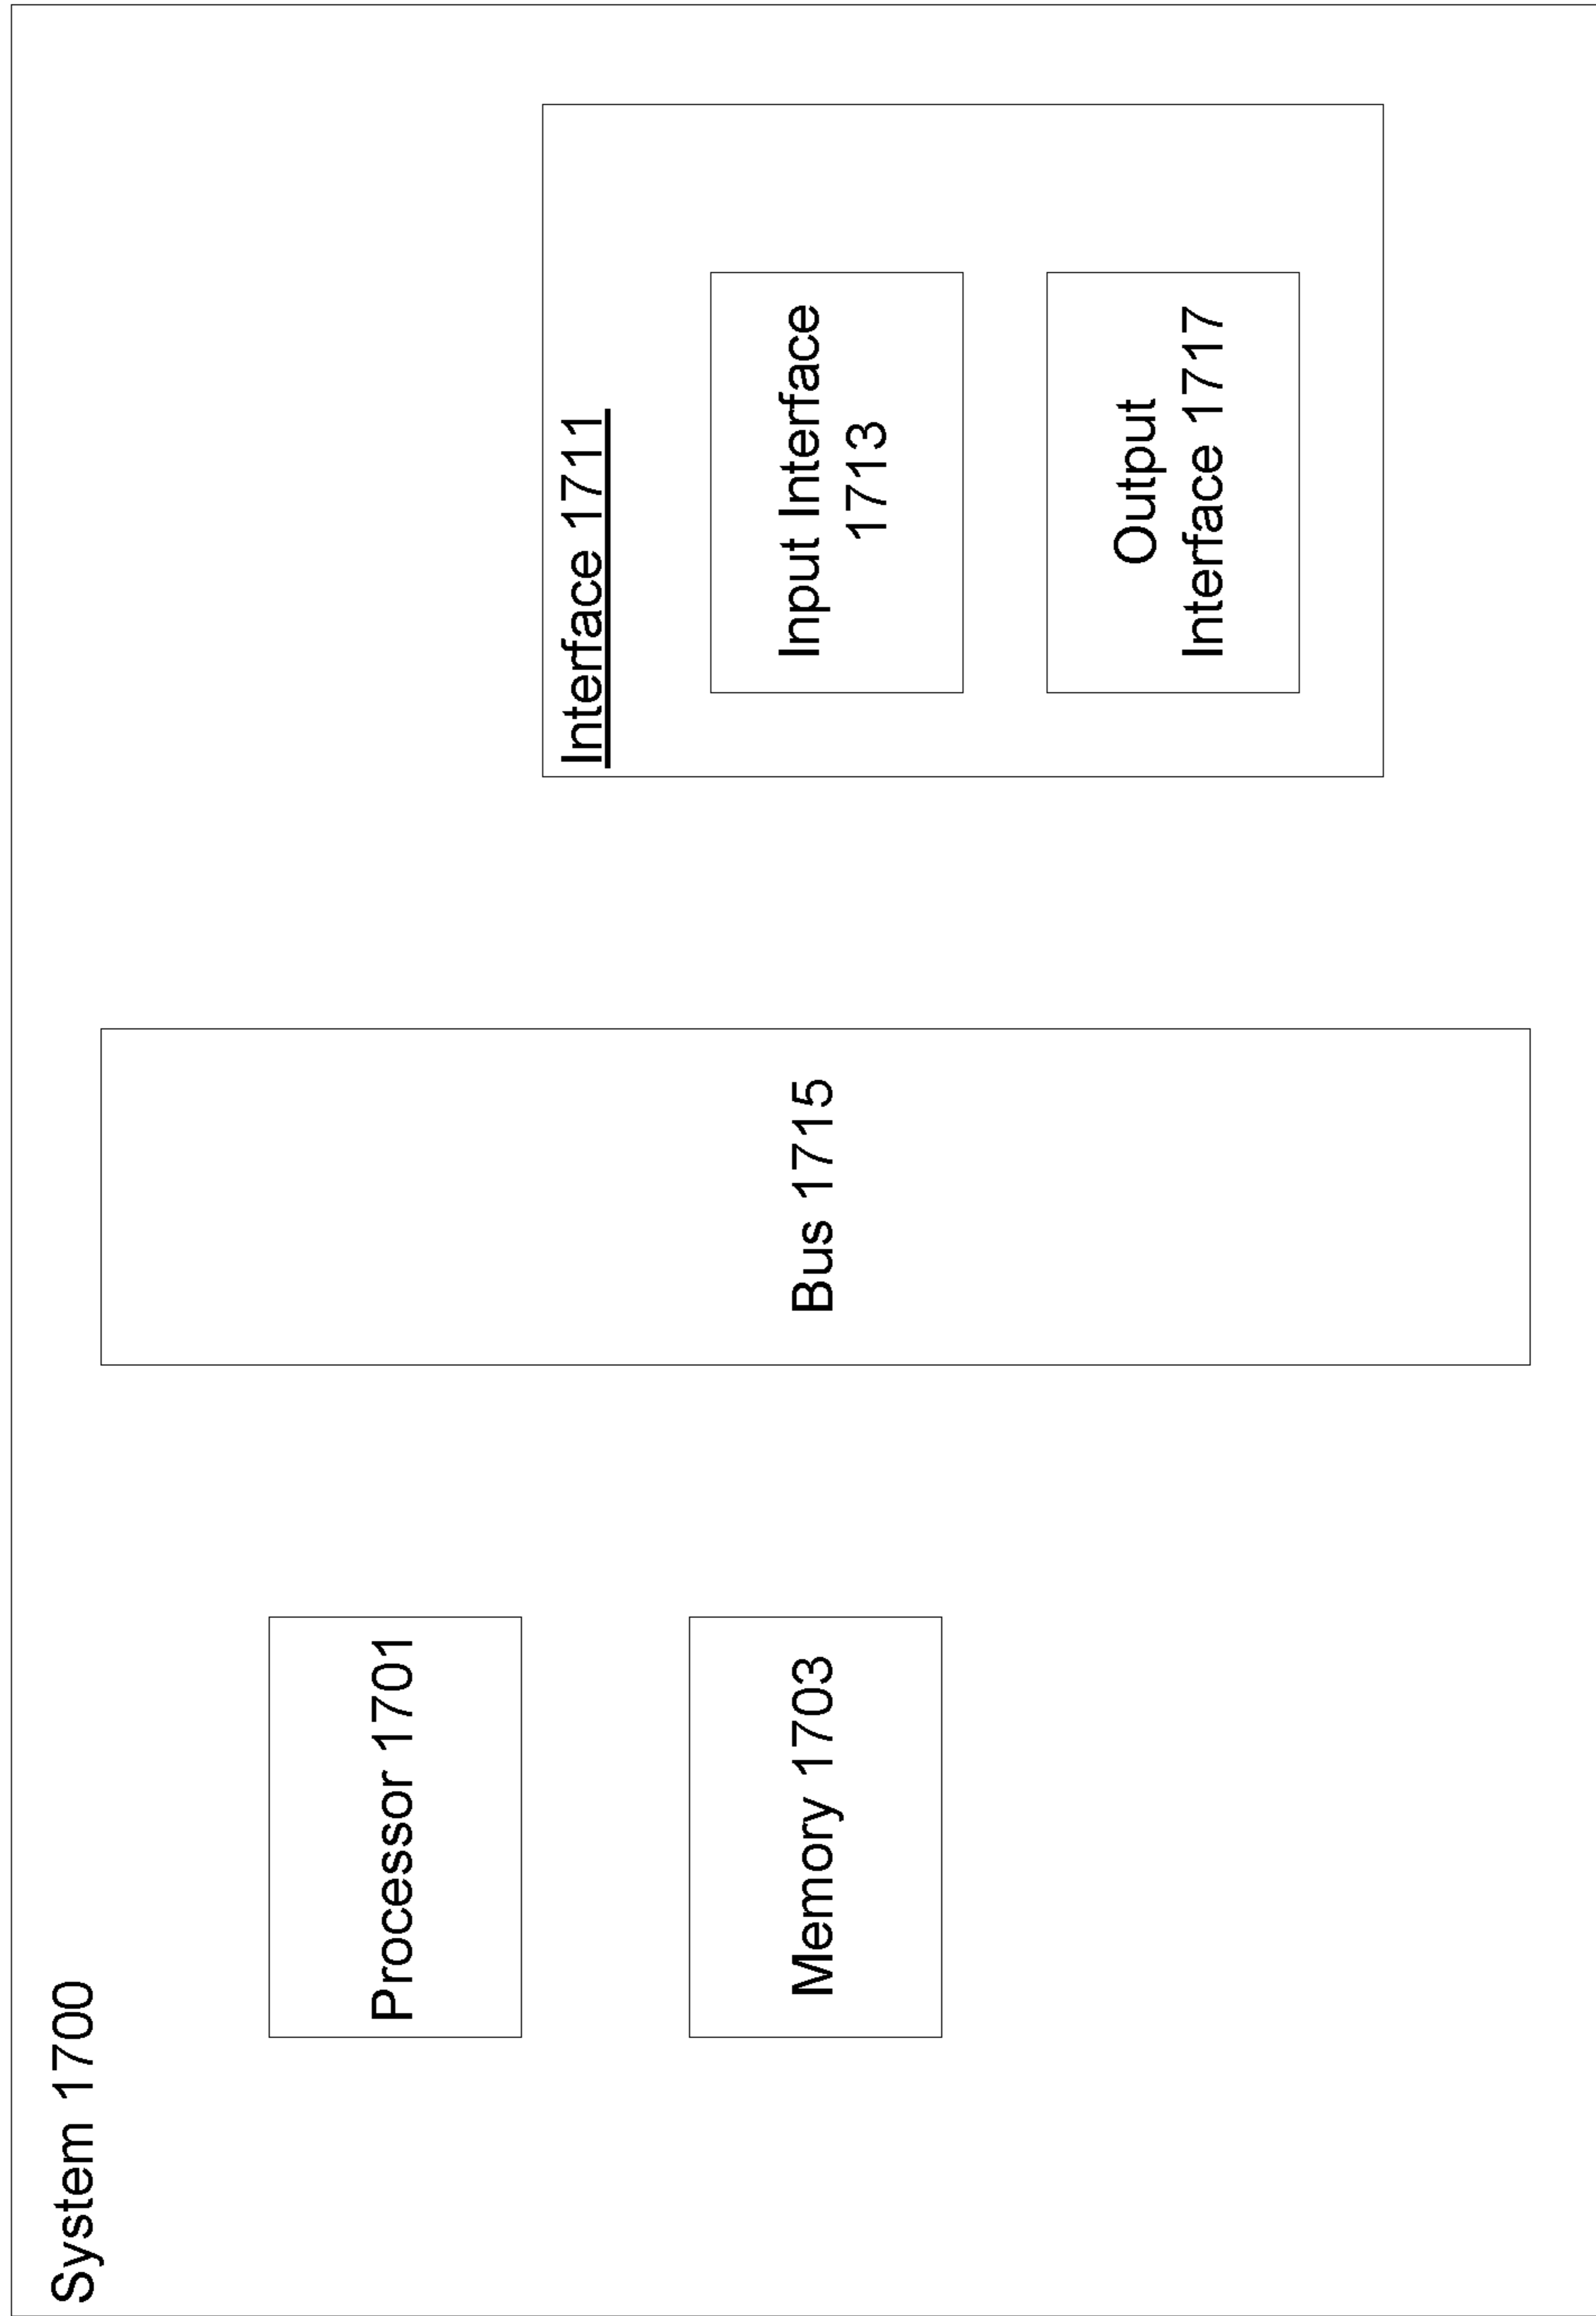 System 1700
Processor 1701
Memory 1703
Bus 1715
Interface 1711
Input Interface
1713
Output
Interface 1717